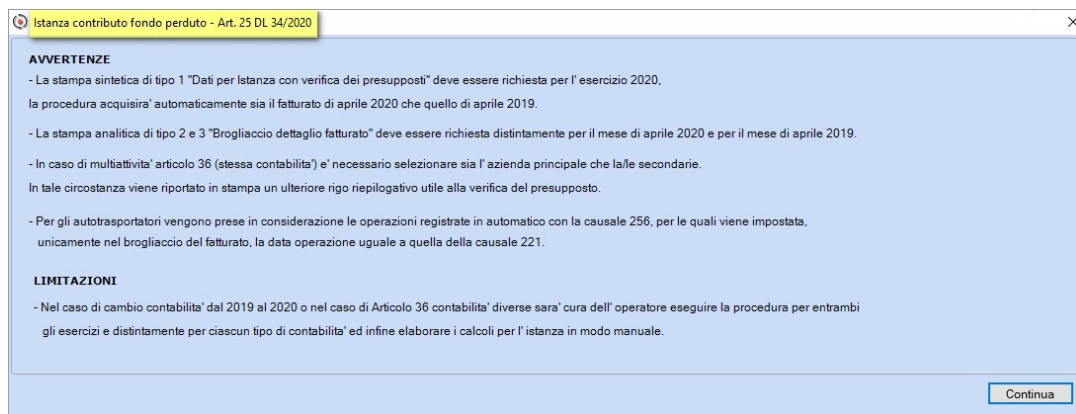 Istanza contributo fondo perduto - Art. 25 DL 34/2020
AVVERTENZE
- La stampa sintetica di tipo 1 "Dati per Istanza con verifica dei presupposti" deve essere richiesta per l' esercizio 2020,
la procedura acquisira' automaticamente sia il fatturato di aprile 2020 che quello di aprile 2019.
- La stampa analitica di tipo 2 e 3 "Brogliaccio dettaglio fatturato" deve essere richiesta distintamente per il mese di aprile 2020 e per il mese di aprile 2019.
- In caso di multiattivita' articolo 36 (stessa contabilita') e' necessario selezionare sia l' azienda principale che la/le secondarie.
In tale circostanza viene riportato in stampa un ulteriore rigo riepilogativo utile alla verifica del presupposto.
- Per gli autotrasportatori vengono prese in considerazione le operazioni registrate in automatico con la causale 256, per le quali viene impostata,
unicamente nel brogliaccio del fatturato, la data operazione uguale a quella della causale 221.
LIMITAZIONI
- Nel caso di cambio contabilita' dal 2019 al 2020 o nel caso di Articolo 36 contabilita' diverse sara' cura dell' operatore eseguire la procedura per entrambi
gli esercizi e distintamente per ciascun tipo di contabilita' ed infine elaborare i calcoli per l' istanza in modo manuale.
Continua